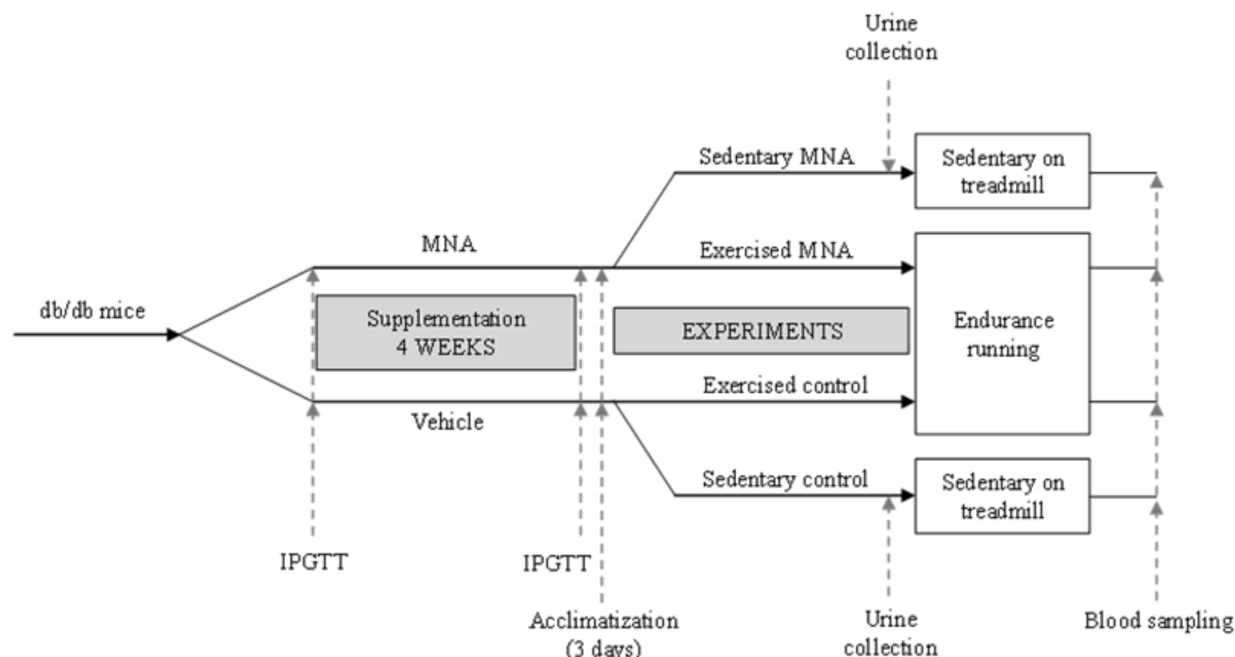 Urine
collection
Sedentary MNA
Sedentary on
treadmill
MNA
Exercised MNA
db/db mice
Supplementation
4 WEEKS
EXPERIMENTS
Endurance
running
Exercised control
Vehicle
Sedentary control
Sedentary on
treadmill
IPGTT
IPGTT
Acclimatization
(3 days)
Urine
collection
Blood sampling